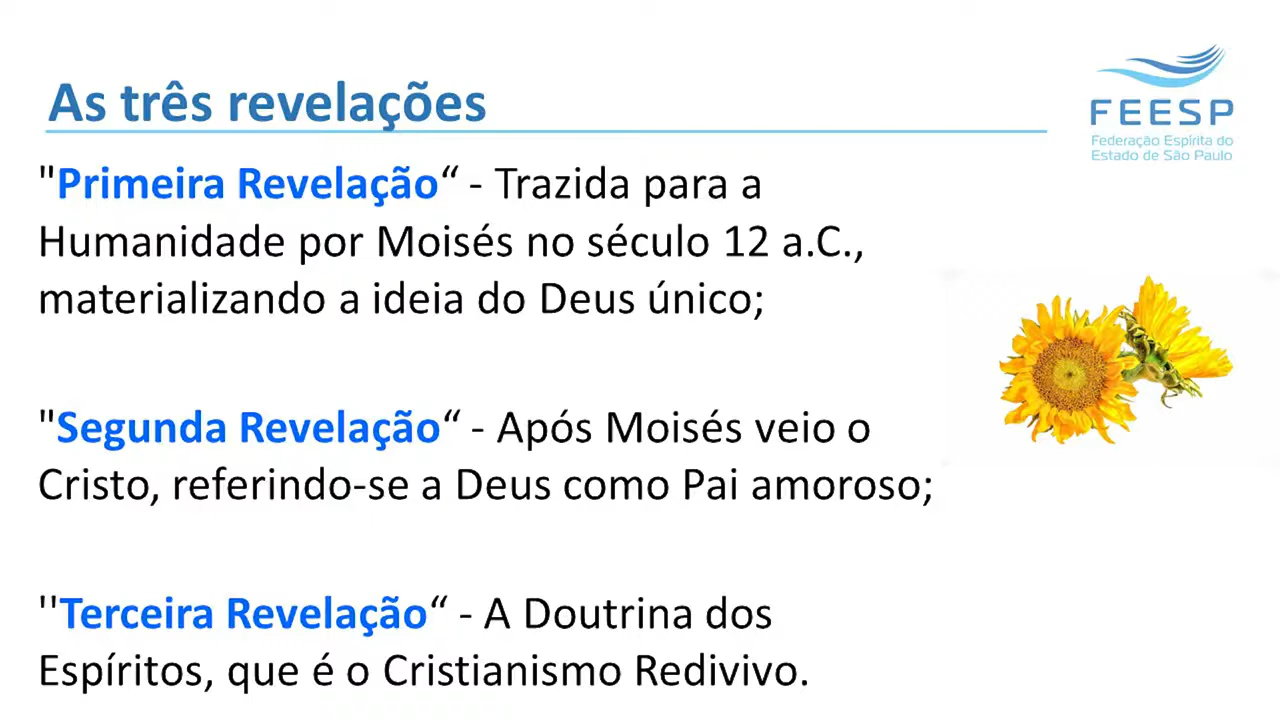 As três revelações
FEESP
Federação Espírita do
Estado de São Paulo
"Primeira Revelação“ - Trazida para a
Humanidade por Moisés no século 12 a.C.,
materializando a ideia do Deus único;
"Segunda Revelação“ - Após Moisés veio o
Cristo, referindo-se a Deus como Pai amoroso;
''Terceira Revelação“ - A Doutrina dos
Espíritos, que é o Cristianismo Redivivo.